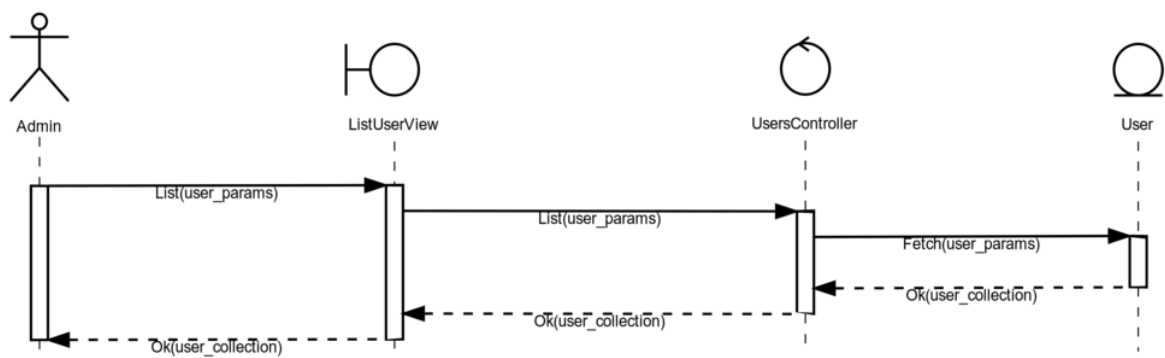 Admin
ListUserView
UsersController
User
List(user_params)
List(user_params)
Fetch(user_params)
Ok(user_collection)
Ok(user_collection)
Ok(user_collection)